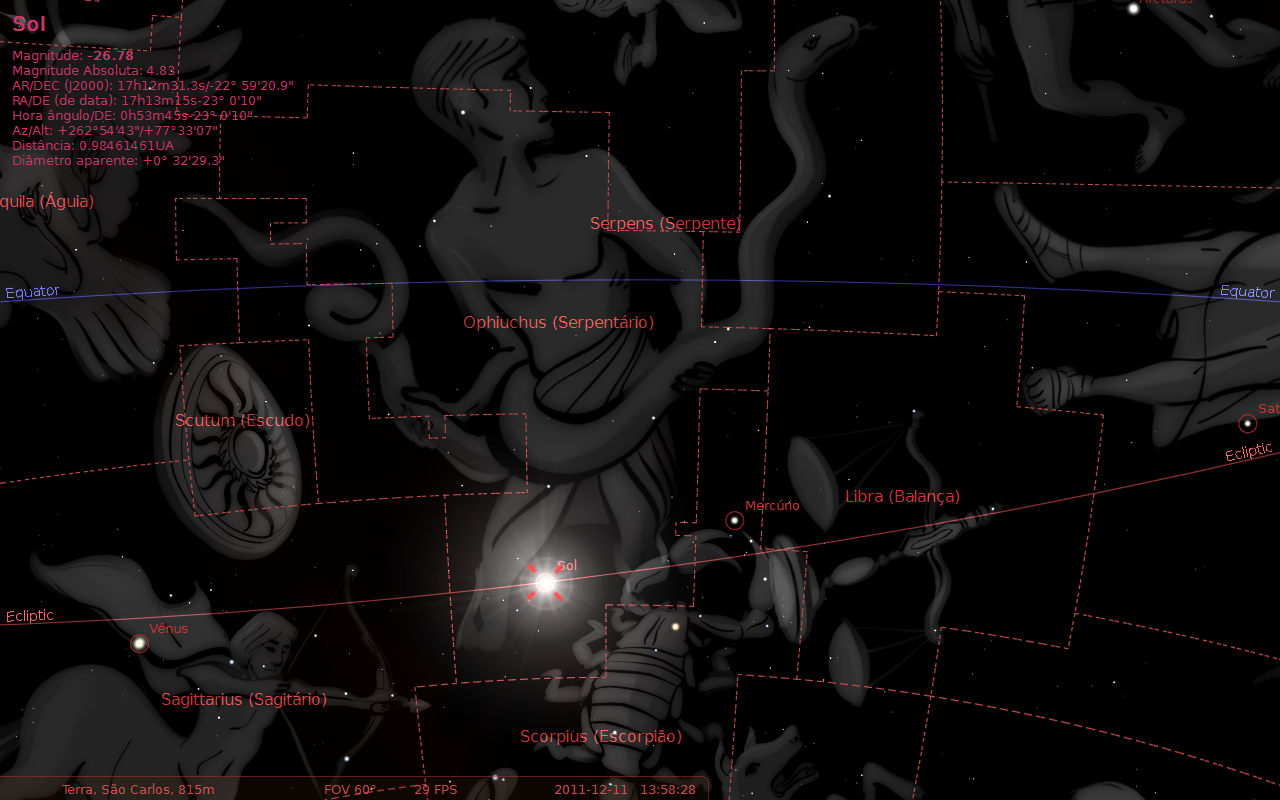 Sol
Arcturus
Magnitude: -26.78
Magnitude Absoluta: 4.83
AR/DEC (J2000): 17h12m31.3s/-22° 59'20.9"
RA/DE (de data): 17h13m15s-23° 0'10"
Hora ângulo/DE: 0h53m45s-23° 0'10"
Az/Alt: +262°54'43"/+77°33'07"
Distância: 0.98461461UA
Diâmetro aparente: +0° 32'29.3"
quila (Águia)
Serpens (Serpente)
Equator
Equator
Ophiuchus (Serpentário)
Sat
Scutum (Escudo)
Ecliptic
Libra (Balança)
Mercúrio
Sol
Ecliptic
Vénus
Sagittarius (Sagitário)
Scorpius (Escorpião)
Terra, São Carlos, 815m FOV 60° 29 FPS 2011-12-11 13:58:28